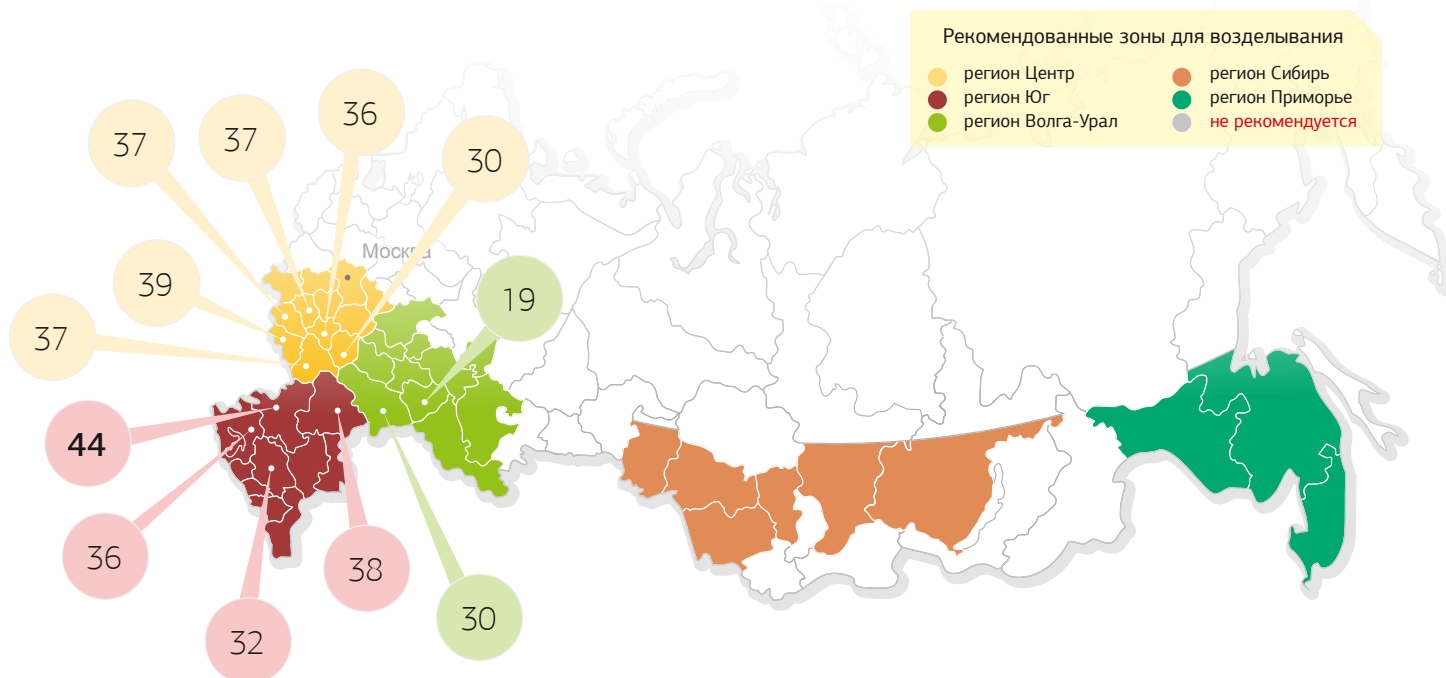 Рекомендованные зоны для возделывания
регион Центр
регион Юг
регион Волга-Урал
регион Сибирь
регион Приморье
не рекомендуется
36
37
37
30
Москва
39
19
37
44
36
38
30
32